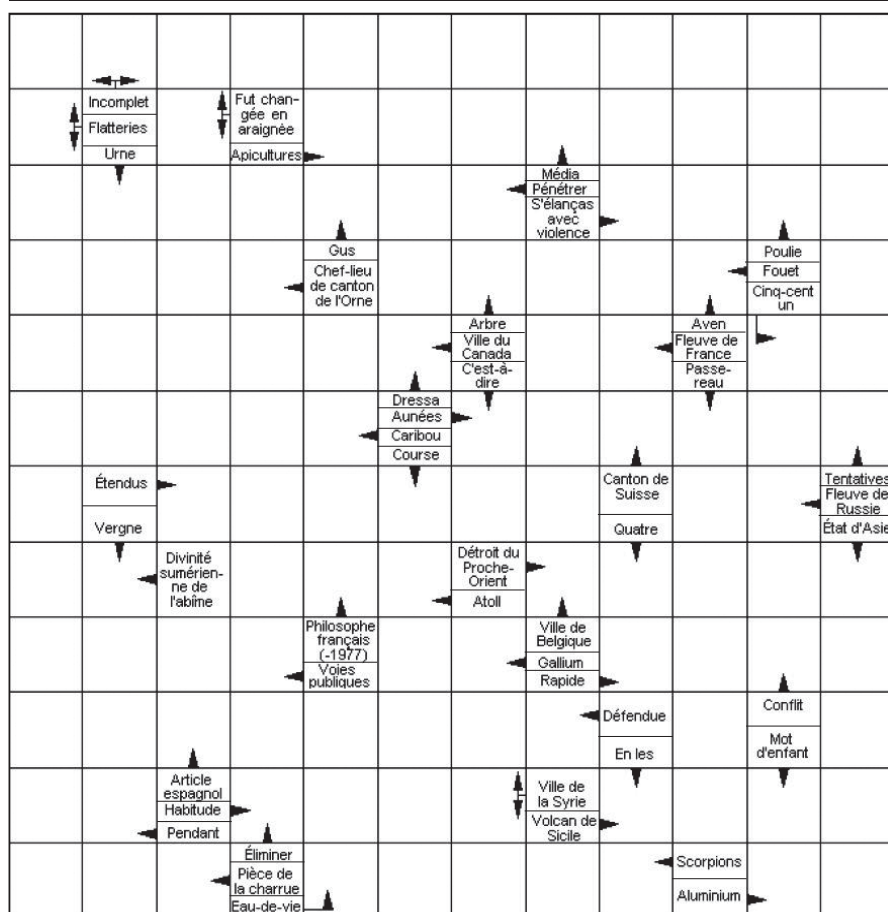 Incomplet
Flatteries
Urne
Fut chan-
gée en
araignée
Apicultures
Média
Pénétrer
S'élanças
avec
violence
Gus
Chef-lieu
de canton
de l'Orne
Poulie
Fouet
Cinq-cent
un
Arbre
Ville du
Canada
C'est-à-
dire
Aven
Fleuve de
France
Passe-
reau
Dressa
Aunées
Caribou
Course
Étendus
Vergne
Canton de
Suisse
Quatre
Tentatives
Fleuve de
Russie
État d'Asie
Divinité
sumérien-
ne de
l'abîme
Détroit du
Proche-
Orient
Atoll
Philosophe
français
(-1977)
Voies
publiques
Ville de
Belgique
Gallium
Rapide
Défendue
En les
Conflit
Mot
d'enfant
Article
espagnol
Habitude
Pendant
Ville de
la Syrie
Volcan de
Sicile
Éliminer
Pièce de
la charrue
Eau-de-vie
Scorpions
Aluminium